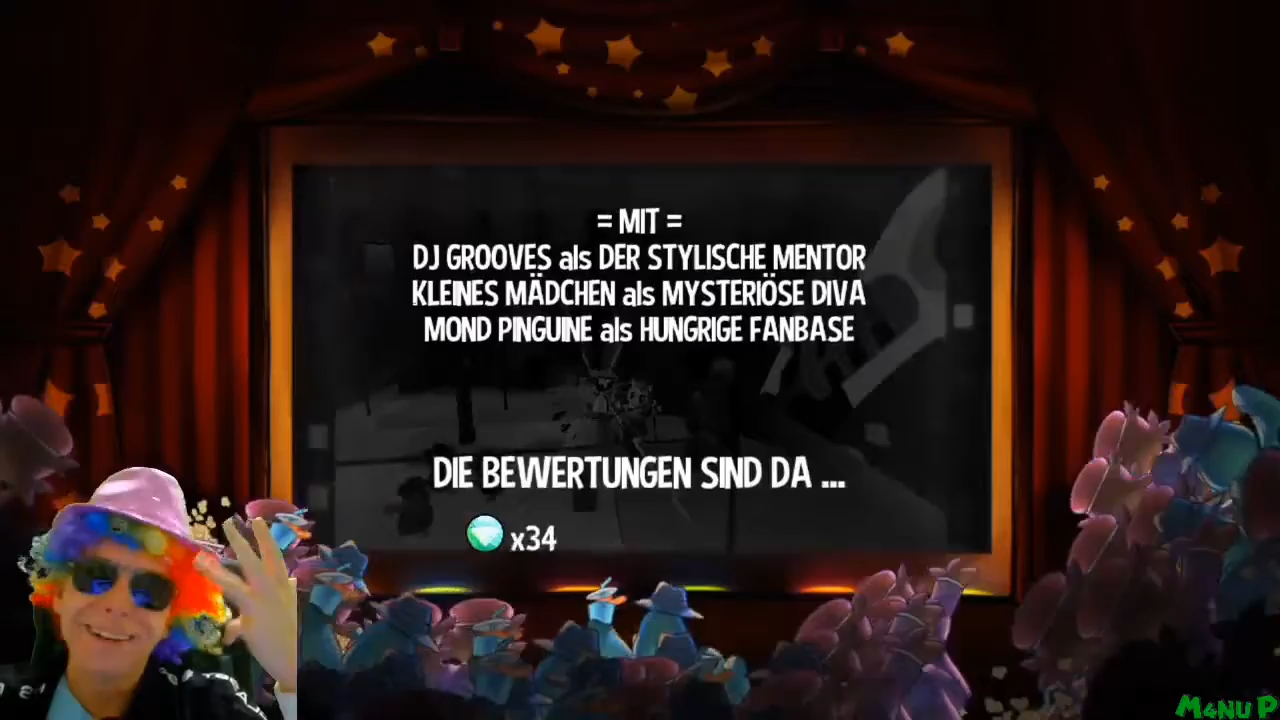 = MIT =
DJ GROOVES als DER STYLISCHE MENTOR
KLEINES MÄDCHEN als MYSTERIÖSE DIVA
MOND PINGUINE als HUNGRIGE FANBASE
DIE BEWERTUNGEN SIND DA ...
x34
M4NU P